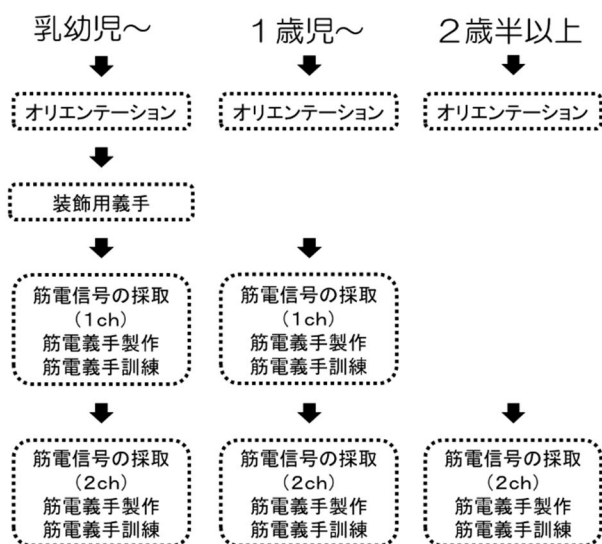 乳幼児～
１歳児～
２歳半以上
オリエンテーション
オリエンテーション
オリエンテーション
装飾用義手
筋電信号の採取
（１ch）
筋電義手製作
筋電義手訓練
筋電信号の採取
（１ch）
筋電義手製作
筋電義手訓練
筋電信号の採取
（２ch）
筋電義手製作
筋電義手訓練
筋電信号の採取
（２ch）
筋電義手製作
筋電義手訓練
筋電信号の採取
（２ch）
筋電義手製作
筋電義手訓練